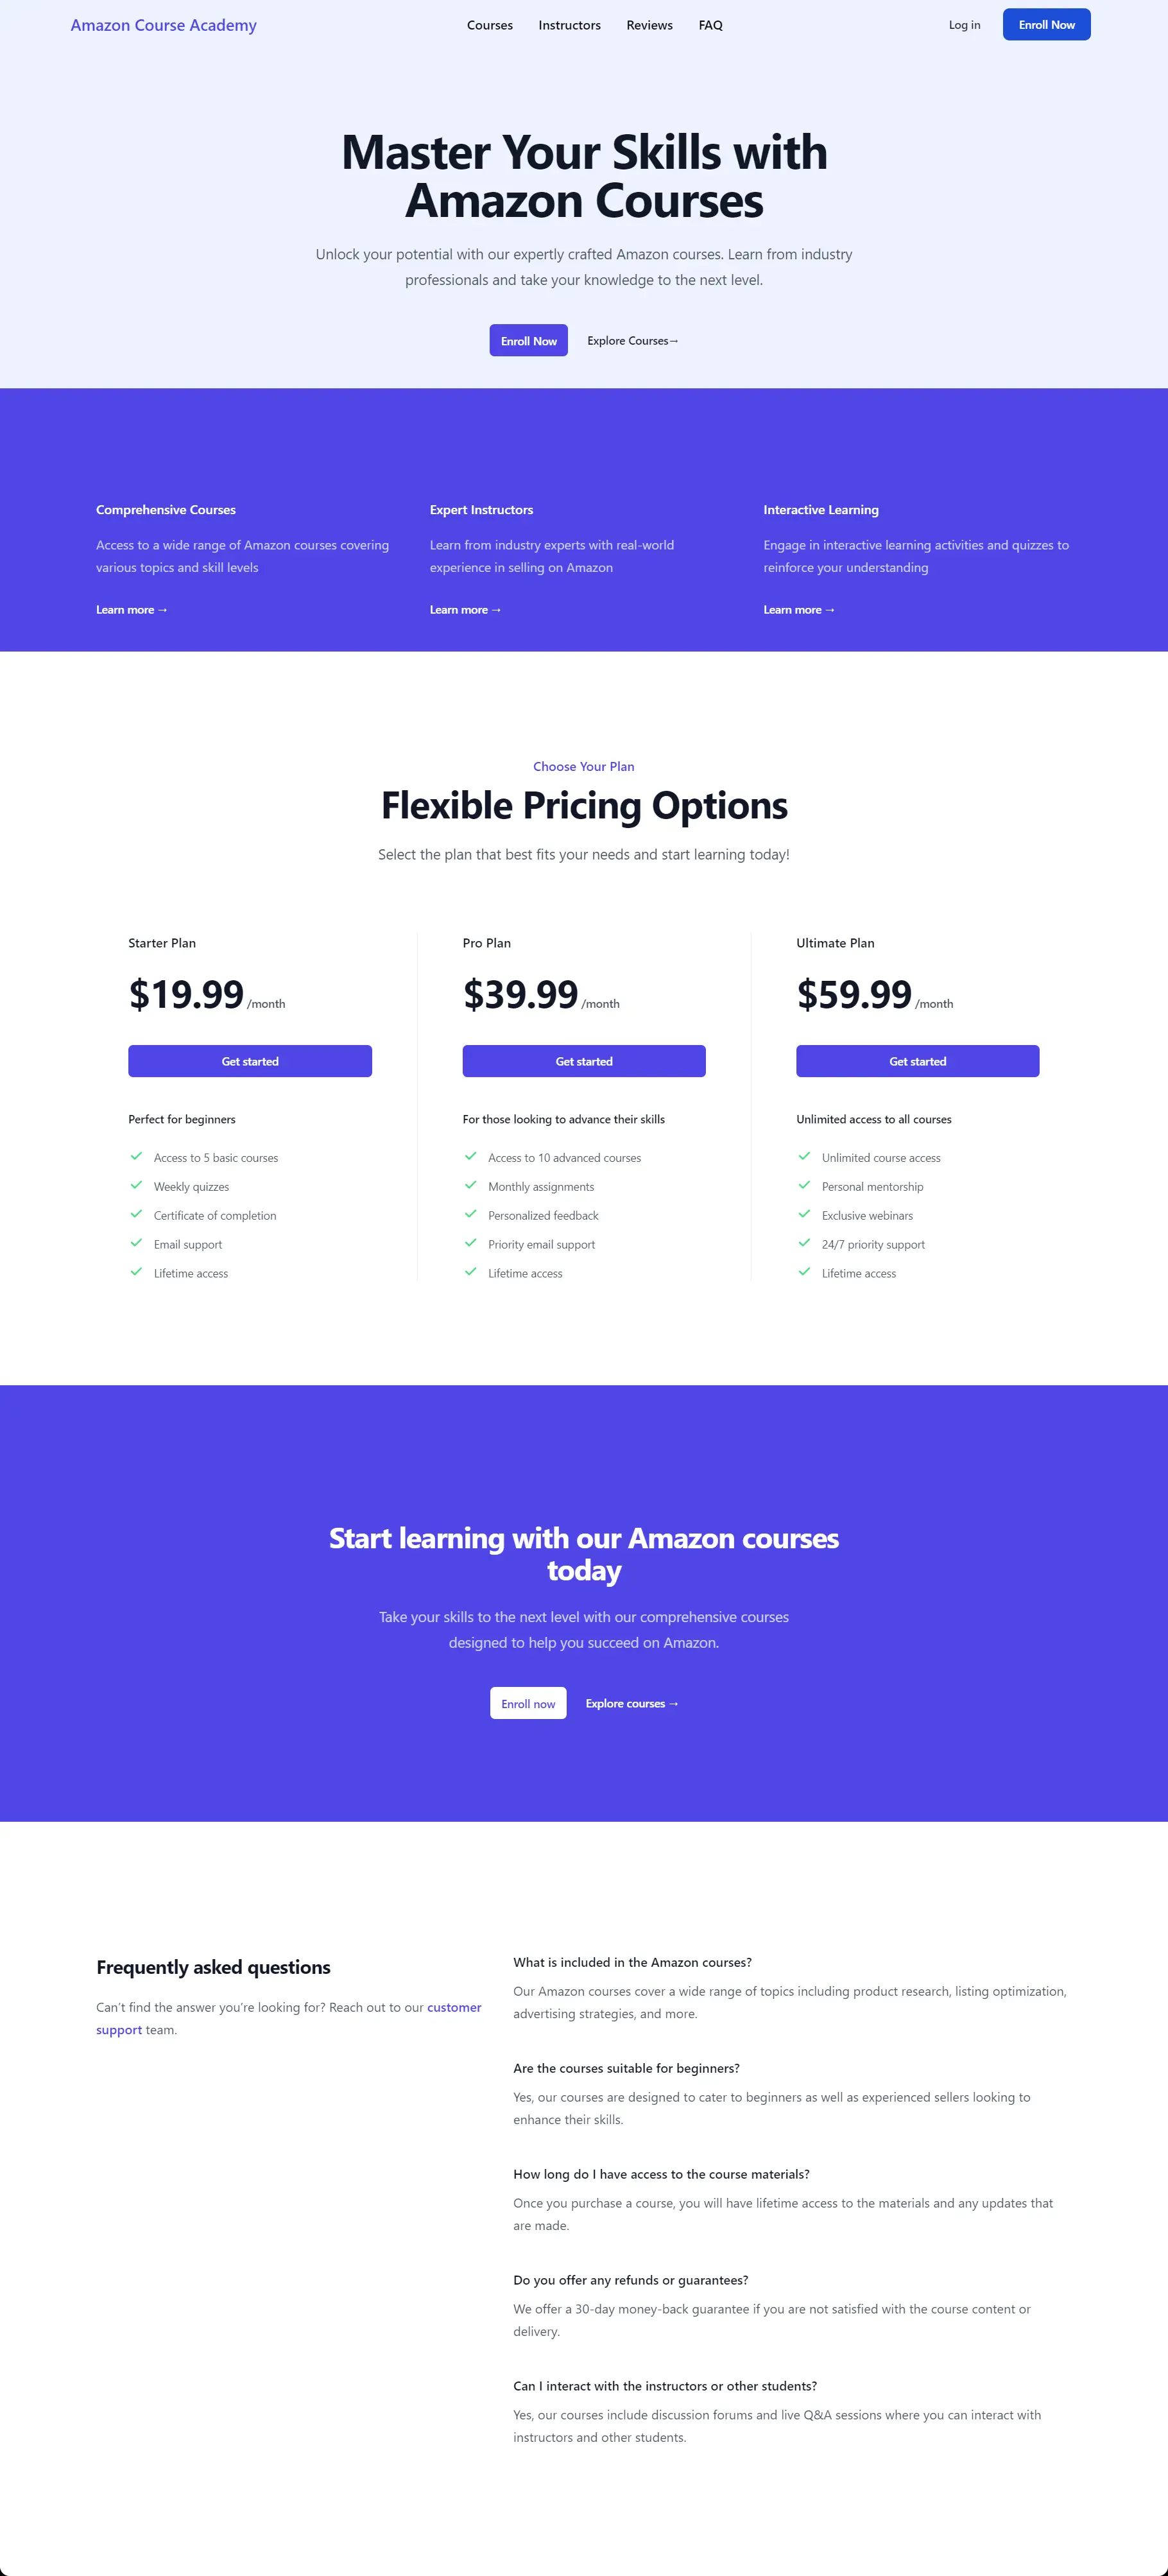 Amazon Course Academy
Courses
Instructors
Reviews
FAQ
Log in
Enroll Now
Master Your Skills with
Amazon Courses
Unlock your potential with our expertly crafted Amazon courses. Learn from industry
professionals and take your knowledge to the next level.
Enroll Now
Explore Courses→
Comprehensive Courses
Access to a wide range of Amazon courses covering
various topics and skill levels
Learn more →
Expert Instructors
Learn from industry experts with real-world
experience in selling on Amazon
Learn more →
Interactive Learning
Engage in interactive learning activities and quizzes to
reinforce your understanding
Learn more →
Choose Your Plan
Flexible Pricing Options
Select the plan that best fits your needs and start learning today!
Starter Plan
$19.99 /month
Get started
Perfect for beginners
Access to 5 basic courses
Weekly quizzes
Certificate of completion
Email support
Lifetime access
Pro Plan
$39.99 /month
Get started
For those looking to advance their skills
Access to 10 advanced courses
Monthly assignments
Personalized feedback
Priority email support
Lifetime access
Ultimate Plan
$59.99 /month
Get started
Unlimited access to all courses
Unlimited course access
Personal mentorship
Exclusive webinars
24/7 priority support
Lifetime access
Start learning with our Amazon courses
today
Take your skills to the next level with our comprehensive courses
designed to help you succeed on Amazon.
Enroll now
Explore courses →
Frequently asked questions
Can't find the answer you're looking for? Reach out to our customer
support team.
What is included in the Amazon courses?
Our Amazon courses cover a wide range of topics including product research, listing optimization,
advertising strategies, and more.
Are the courses suitable for beginners?
Yes, our courses are designed to cater to beginners as well as experienced sellers looking to
enhance their skills.
How long do I have access to the course materials?
Once you purchase a course, you will have lifetime access to the materials and any updates that
are made.
Do you offer any refunds or guarantees?
We offer a 30-day money-back guarantee if you are not satisfied with the course content or
delivery.
Can I interact with the instructors or other students?
Yes, our courses include discussion forums and live Q&A sessions where you can interact with
instructors and other students.